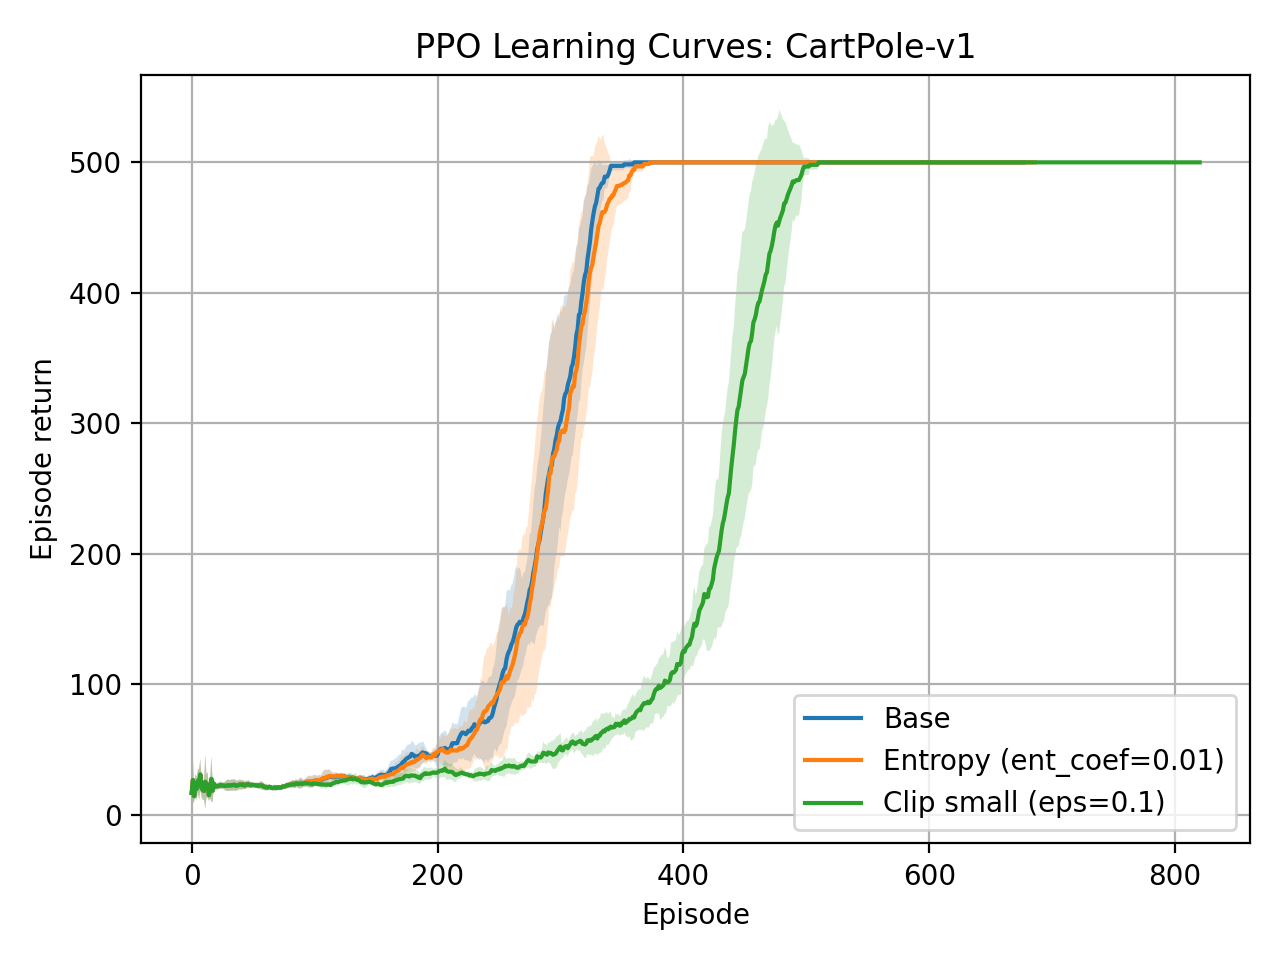 PPO Learning Curves: CartPole-v1
Episode return
500
400
300
200
100
0
Base
Entropy (ent_coef=0.01)
Clip small (eps=0.1)
0 200 400 600 800
Episode